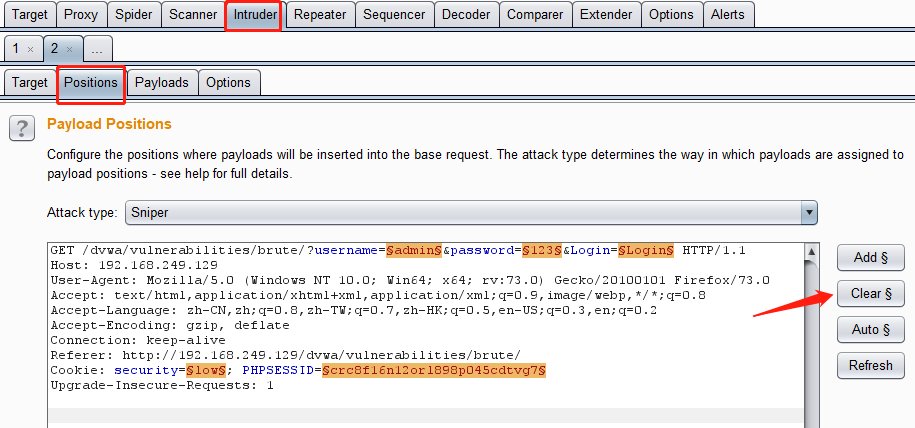 Target Proxy Spider Scanner Intruder Repeater Sequencer Decoder Comparer Extender Options Alerts
1 × 2 × ...
Target Positions Payloads Options
? Payload Positions
Configure the positions where payloads will be inserted into the base request. The attack type determines the way in which payloads are assigned to
payload positions - see help for full details.
Attack type: Sniper
GET /dvwa/vulnerabilities/brute/?username=§admin§&password=§123§&Login=§Login§ HTTP/1.1
Host: 192.168.249.129
User-Agent: Mozilla/5.0 (Windows NT 10.0; Win64; x64; rv:73.0) Gecko/20100101 Firefox/73.0
Accept: text/html,application/xhtml+xml,application/xml;q=0.9,image/webp,*/*;q=0.8
Accept-Language: zh-CN,zh;q=0.8,zh-TW;q=0.7,zh-HK;q=0.5,en-US;q=0.3,en;q=0.2
Accept-Encoding: gzip, deflate
Connection: keep-alive
Referer: http://192.168.249.129/dvwa/vulnerabilities/brute/
Cookie: security=§low§; PHPSESSID=§crc8fl6nl2orl898p045cdtvg7§
Upgrade-Insecure-Requests: 1
Add §
Clear §
Auto §
Refresh